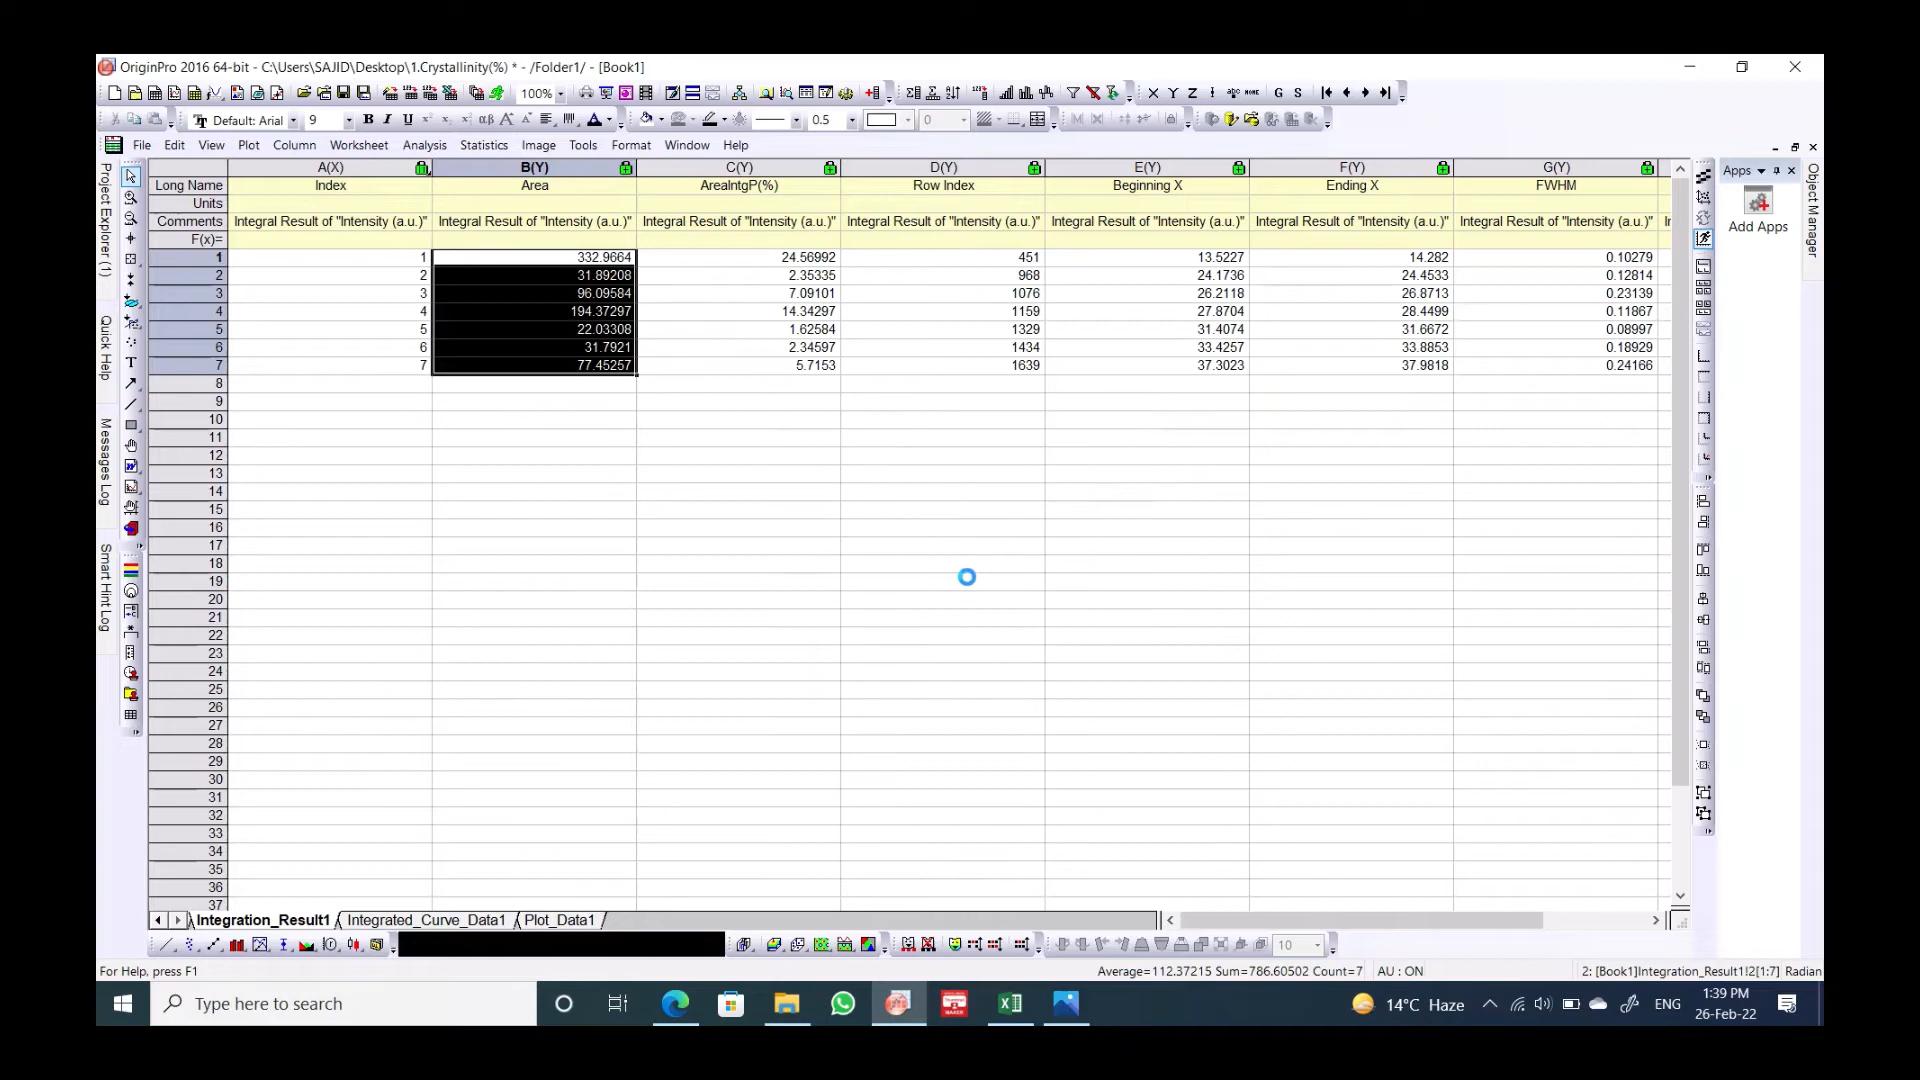 OriginPro 2016 64-bit - C:\Users\SAJID\Desktop\1.Crystallinity(%) * - /Folder1/ - [Book1]
100%
X Y Z
G S
Default: Arial 9 B I U αβ A A 0.5 0
File Edit View Plot Column Worksheet Analysis Statistics Image Tools Format Window Help
A(X) B(Y) C(Y) D(Y) E(Y) F(Y) G(Y)
Long Name Index Area AreaIntgP(%) Row Index Beginning X Ending X FWHM
Units
Comments Integral Result of "Intensity (a.u.)" Integral Result of "Intensity (a.u.)" Integral Result of "Intensity (a.u.)" Integral Result of "Intensity (a.u.)" Integral Result of "Intensity (a.u.)" Integral Result of "Intensity (a.u.)" Integral Result of "Intensity (a.u.)"
F(x)=
1 1 332.9664 24.56992 451 13.5227 14.282 0.10279
2 2 31.89208 2.35335 968 24.1736 24.4533 0.12814
3 3 96.09584 7.09101 1076 26.2118 26.8713 0.23139
4 4 194.37297 14.34297 1159 27.8704 28.4499 0.11867
5 5 22.03308 1.62584 1329 31.4074 31.6672 0.08997
6 6 31.7921 2.34597 1434 33.4257 33.8853 0.18929
7 7 77.45257 5.7153 1639 37.3023 37.9818 0.24166
8
9
10
11
12
13
14
15
16
17
18
19
20
21
22
23
24
25
26
27
28
29
30
31
32
33
34
35
36
37
Project Explorer (1)
Quick Help
Messages Log
Smart Hint Log
T
Apps
Add Apps
Object Manager
Integration_Result1 Integrated_Curve_Data1 Plot_Data1
10
For Help, press F1
Average=112.37215 Sum=786.60502 Count=7 AU : ON 2: [Book1]Integration_Result1!2[1:7] Radian
Type here to search
14°C Haze
ENG
1:39 PM
26-Feb-22